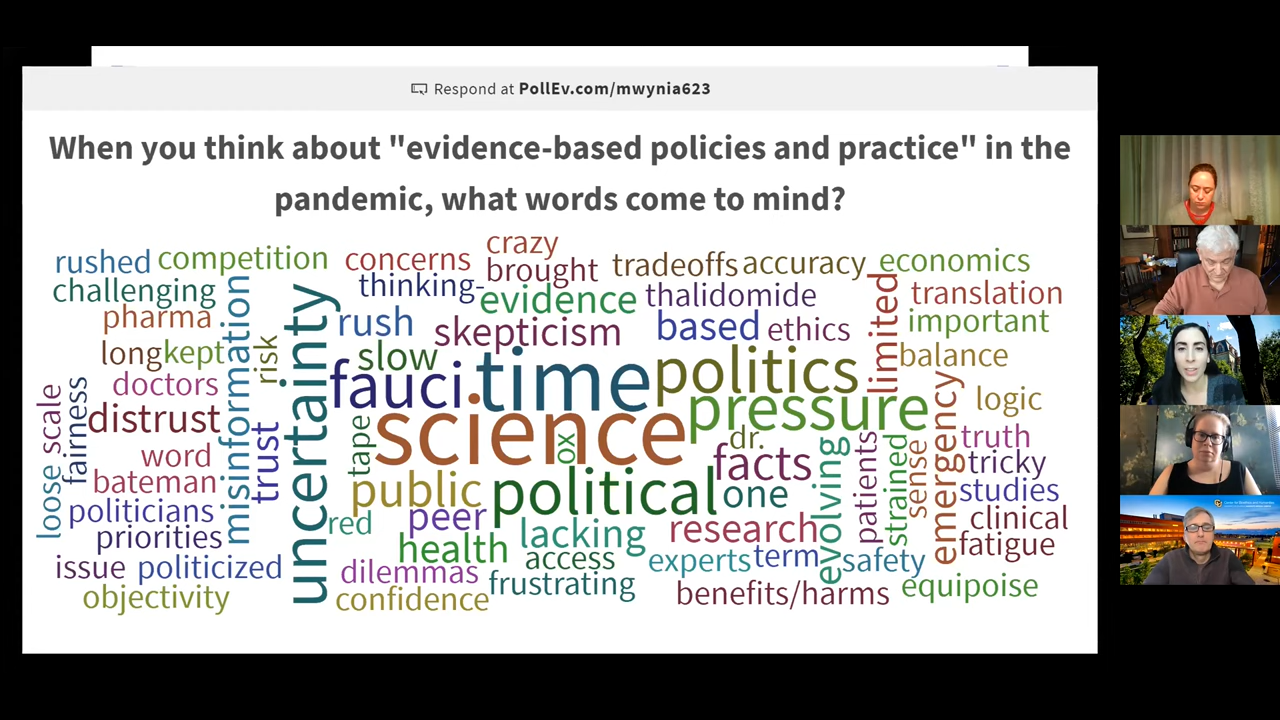 Respond at PollEv.com/mwynia623
When you think about "evidence-based policies and practice" in the
pandemic, what words come to mind?
crazy
rushed
competition
concerns
brought
tradeoffs
accuracy
economics
challenging
thinking-
evidence
thalidomide
translation
pharma
misinformation
uncertainty
rush
skepticism
based
ethics
limited
important
long
kept
risk
slow
time
politics
balance
doctors
fauci
pressure
emergency
logic
loose
scale
fairness
distrust
trust
tape
science
ox
dr.
facts
evolving
patients
strained
sense
truth
word
tricky
bateman
public
political
one
studies
politicians
red
peer
lacking
research
clinical
priorities
health
access
experts
term
safety
fatigue
issue
politicized
dilemmas
frustrating
benefits/harms
equipoise
objectivity
confidence